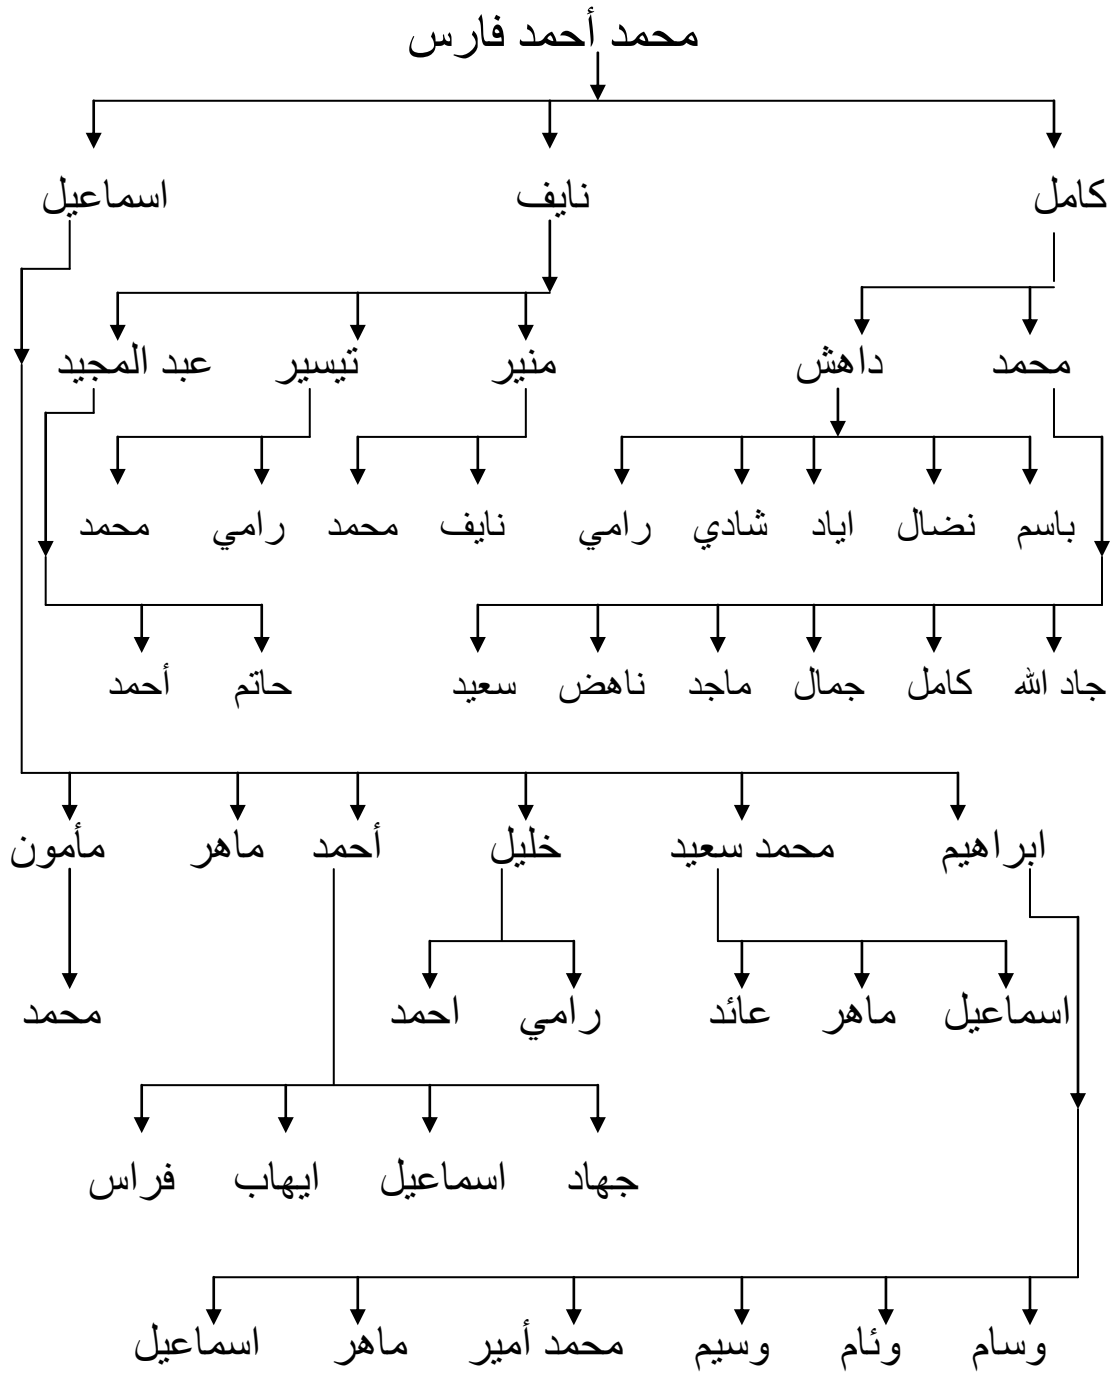 محمد أحمد فارس
كامل نايف اسماعيل
محمد داهش منير تيسير عبد المجيد
باسم نضال اياد شادي رامي نايف محمد رامي محمد
جاد الله كامل جمال ماجد ناهض سعيد حاتم أحمد
ابراهيم محمد سعيد خليل أحمد ماهر مأمون
اسماعيل ماهر عائد رامي احمد محمد
جهاد اسماعيل ايهاب فراس
وسام وئام وسيم محمد أمير ماهر اسماعيل